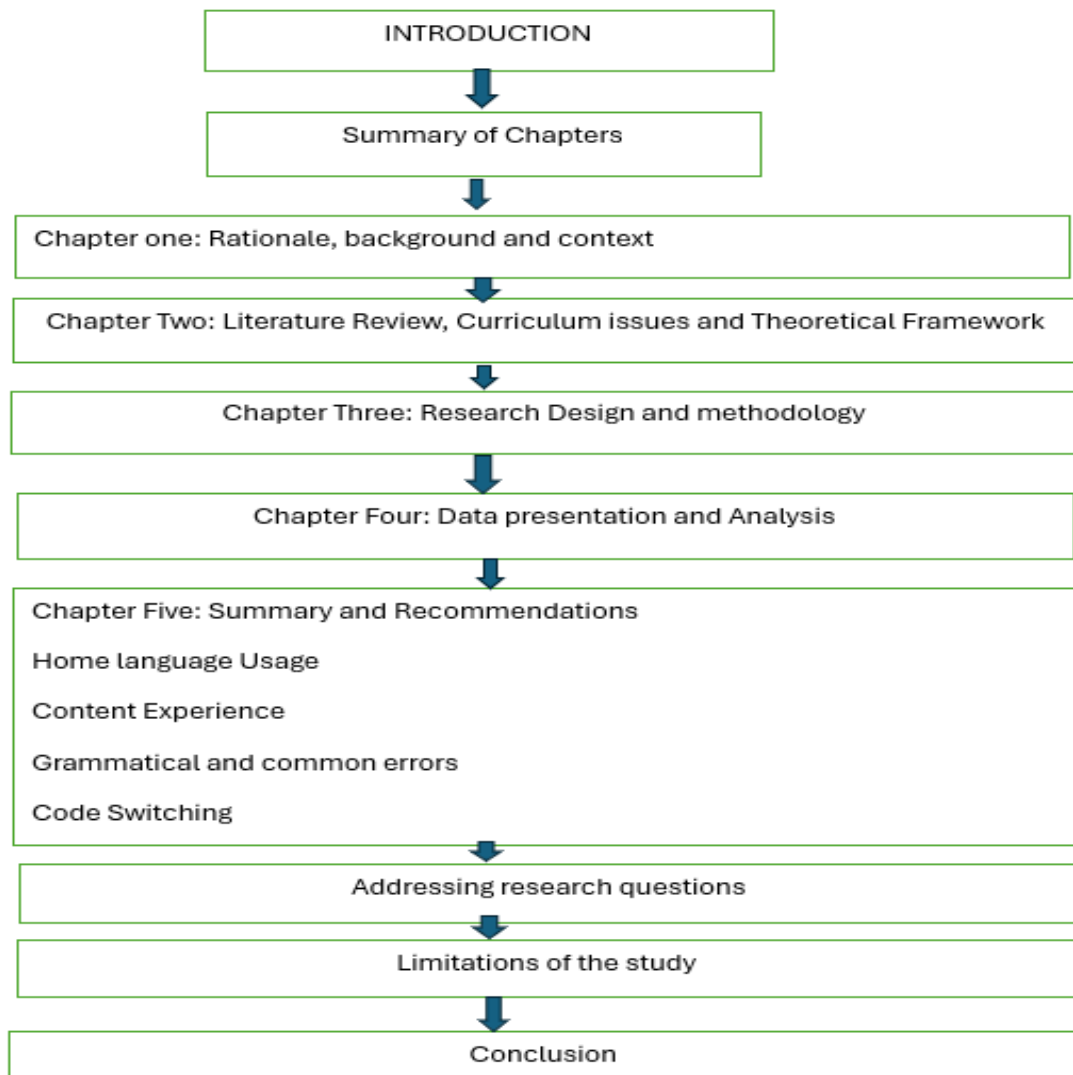 INTRODUCTION
Summary of Chapters
Chapter one: Rationale, background and context
Chapter Two: Literature Review, Curriculum issues and Theoretical Framework
Chapter Three: Research Design and methodology
Chapter Four: Data presentation and Analysis
Chapter Five: Summary and Recommendations
Home language Usage
Content Experience
Grammatical and common errors
Code Switching
Addressing research questions
Limitations of the study
Conclusion